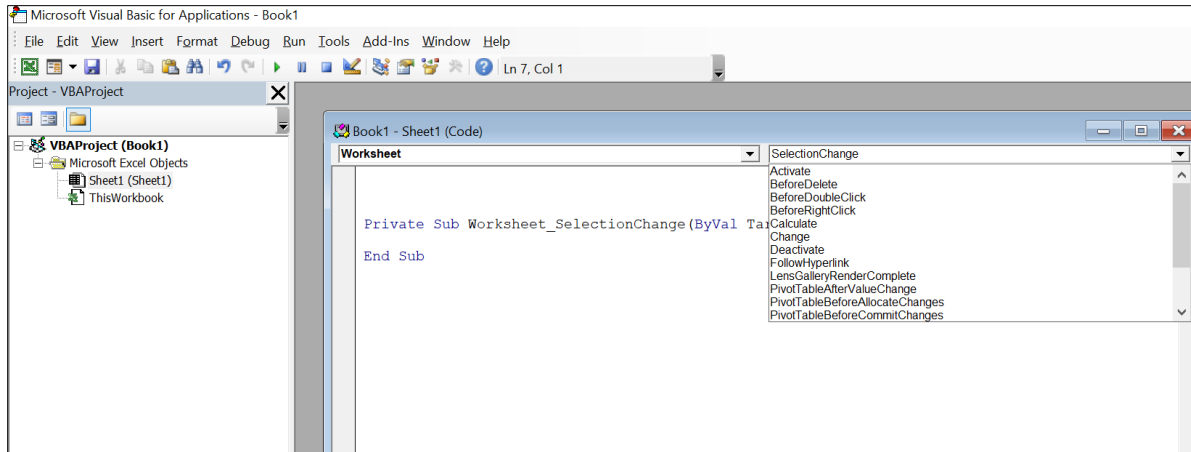 Microsoft Visual Basic for Applications - Book1
File Edit View Insert Format Debug Run Tools Add-Ins Window Help
Ln 7, Col 1
Project - VBAProject
VBAProject (Book1)
Microsoft Excel Objects
Sheet1 (Sheet1)
ThisWorkbook
Book1 - Sheet1 (Code)
Worksheet
SelectionChange
Private Sub Worksheet_SelectionChange(ByVal Tar
End Sub
Activate
BeforeDelete
BeforeDoubleClick
BeforeRightClick
Calculate
Change
Deactivate
FollowHyperlink
LensGalleryRenderComplete
PivotTableAfterValueChange
PivotTableBeforeAllocateChanges
PivotTableBeforeCommitChanges